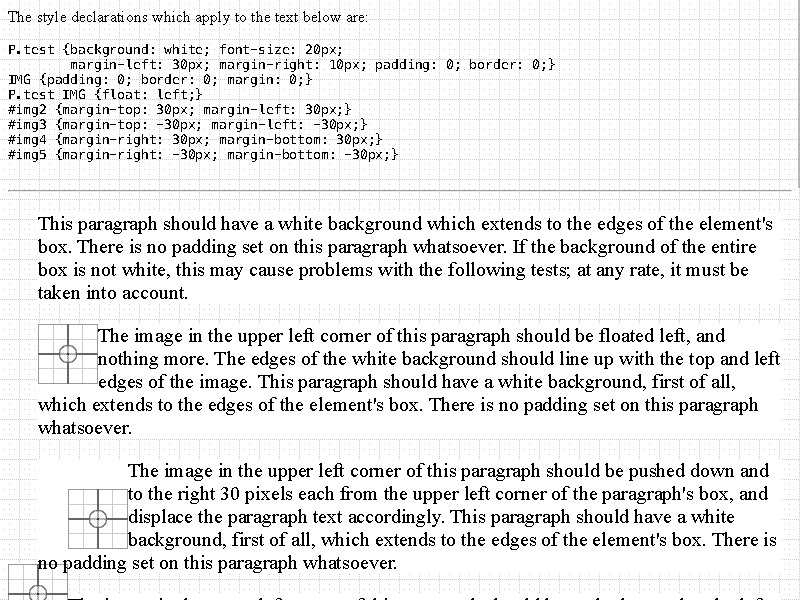 The style declarations which apply to the text below are:
P.test {background: white; font-size: 20px;
margin-left: 30px; margin-right: 10px; padding: 0; border: 0;}
IMG {padding: 0; border: 0; margin: 0;}
P.test IMG {float: left;}
#img2 {margin-top: 30px; margin-left: 30px;}
#img3 {margin-top: -30px; margin-left: -30px;}
#img4 {margin-right: 30px; margin-bottom: 30px;}
#img5 {margin-right: -30px; margin-bottom: -30px;}
This paragraph should have a white background which extends to the edges of the element's
box. There is no padding set on this paragraph whatsoever. If the background of the entire
box is not white, this may cause problems with the following tests; at any rate, it must be
taken into account.
The image in the upper left corner of this paragraph should be floated left, and
nothing more. The edges of the white background should line up with the top and left
edges of the image. This paragraph should have a white background, first of all,
which extends to the edges of the element's box. There is no padding set on this paragraph
whatsoever.
The image in the upper left corner of this paragraph should be pushed down and
to the right 30 pixels each from the upper left corner of the paragraph's box, and
displace the paragraph text accordingly. This paragraph should have a white
background, first of all, which extends to the edges of the element's box. There is
no padding set on this paragraph whatsoever.